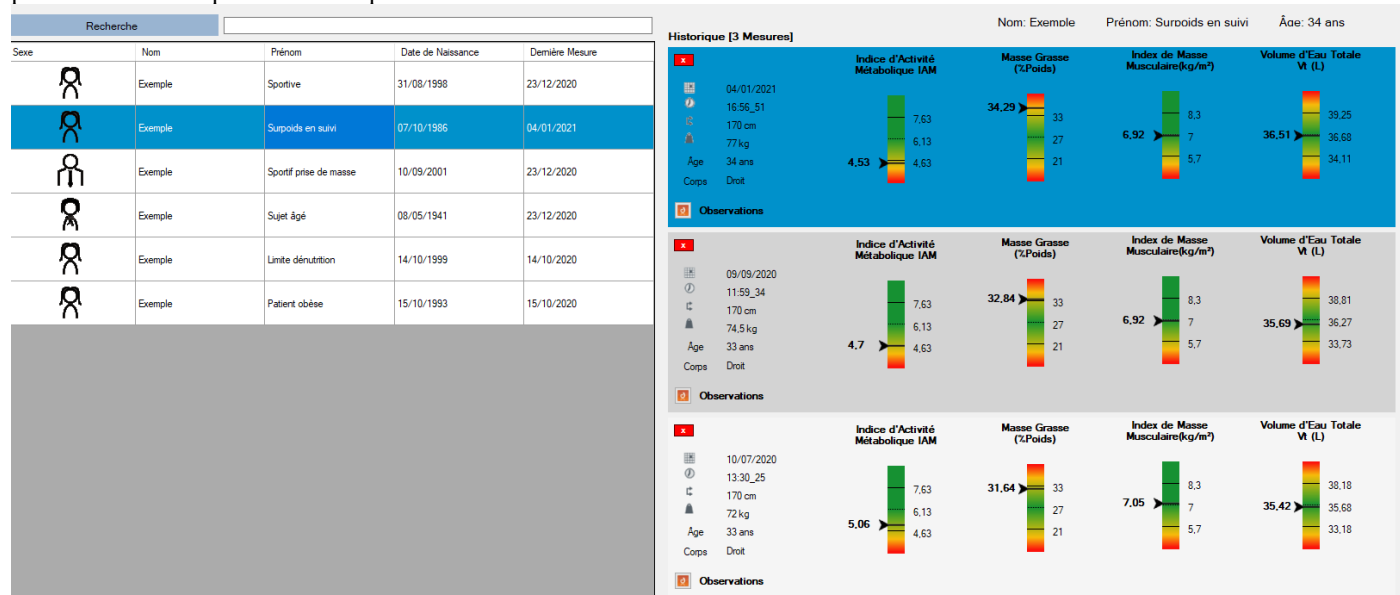 Recherche
Sexe Nom Prénom Date de Naissance Dernière Mesure
Exemple Sportive 31/08/1998 23/12/2020
Exemple Surpoids en suivi 07/10/1986 04/01/2021
Exemple Sportif prise de masse 10/09/2001 23/12/2020
Exemple Sujet âgé 08/05/1941 23/12/2020
Exemple Limite dénutrition 14/10/1999 14/10/2020
Exemple Patient obèse 15/10/1993 15/10/2020
Nom: Exemple Prénom: Surpoids en suivi Âge: 34 ans
Historique [3 Mesures]
x
Indice d'Activité Masse Grasse Index de Masse Volume d'Eau Totale
Métabolique IAM (%Poids) Musculaire(kg/m²) Vt (L)
04/01/2021
16:56_51
170 cm
77 kg
Age 34 ans
Corps Droit
4,53 7,63 6,13 4,63
34,29 33 27 21
6,92 8,3 7 5,7
36,51 39,25 36,68 34,11
Observations
x
Indice d'Activité Masse Grasse Index de Masse Volume d'Eau Totale
Métabolique IAM (%Poids) Musculaire(kg/m²) Vt (L)
09/09/2020
11:59_34
170 cm
74,5 kg
Age 33 ans
Corps Droit
4,7 7,63 6,13 4,63
32,84 33 27 21
6,92 8,3 7 5,7
35,69 38,81 36,27 33,73
Observations
x
Indice d'Activité Masse Grasse Index de Masse Volume d'Eau Totale
Métabolique IAM (%Poids) Musculaire(kg/m²) Vt (L)
10/07/2020
13:30_25
170 cm
72 kg
Age 33 ans
Corps Droit
5,06 7,63 6,13 4,63
31,64 33 27 21
7,05 8,3 7 5,7
35,42 38,18 35,68 33,18
Observations